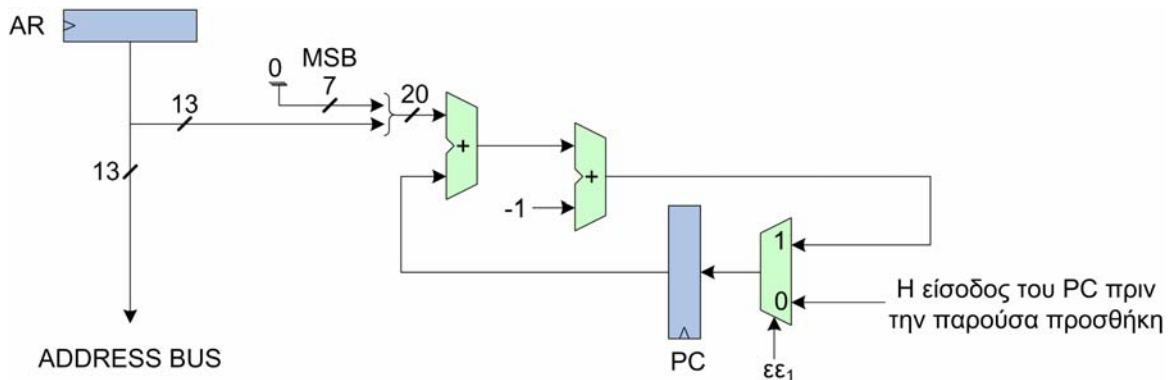 AR
0
MSB
7
13
20
13
+
+
-1
1
0
Η είσοδος του PC πριν
την παρούσα προσθήκη
PC
εε1
ADDRESS BUS